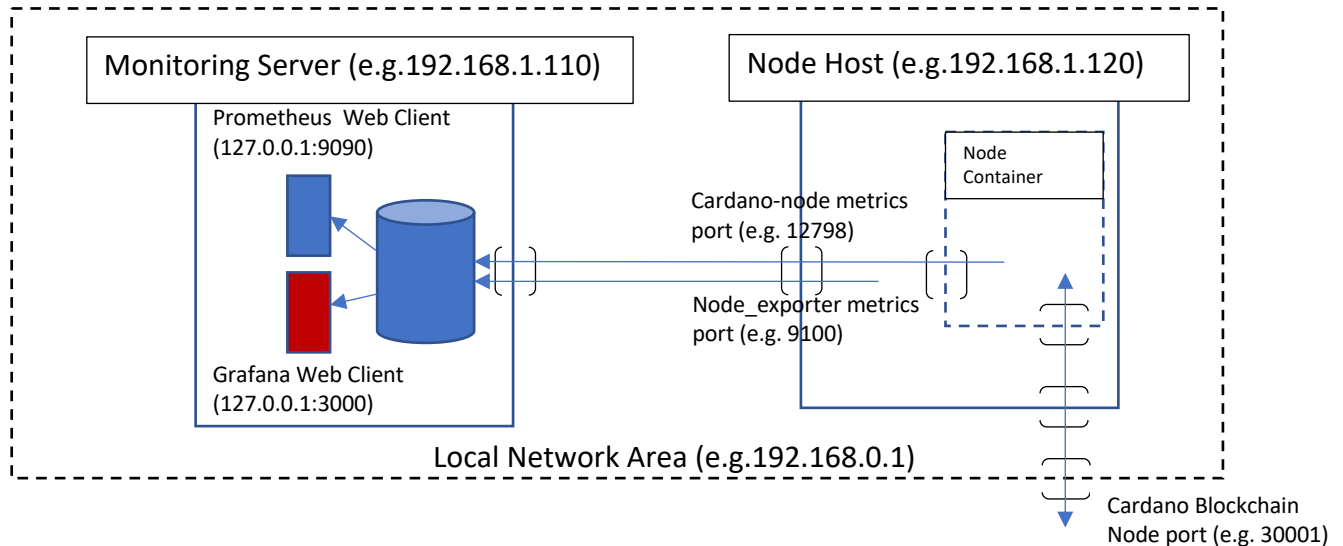 Monitoring Server (e.g.192.168.1.110)
Node Host (e.g.192.168.1.120)
Prometheus  Web Client
(127.0.0.1:9090)
Node
Container
Cardano-node metrics
port (e.g. 12798)
Node_exporter metrics
port (e.g. 9100)
Grafana Web Client
(127.0.0.1:3000)
Local Network Area (e.g.192.168.0.1)
Cardano Blockchain
Node port (e.g. 30001)